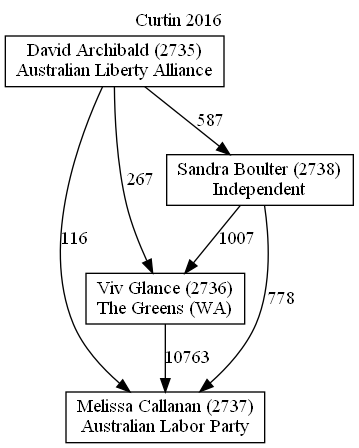 Curtin 2016
David Archibald (2735)
Australian Liberty Alliance
587
Sandra Boulter (2738)
Independent
267
116
1007
Viv Glance (2736)
The Greens (WA)
778
10763
Melissa Callanan (2737)
Australian Labor Party